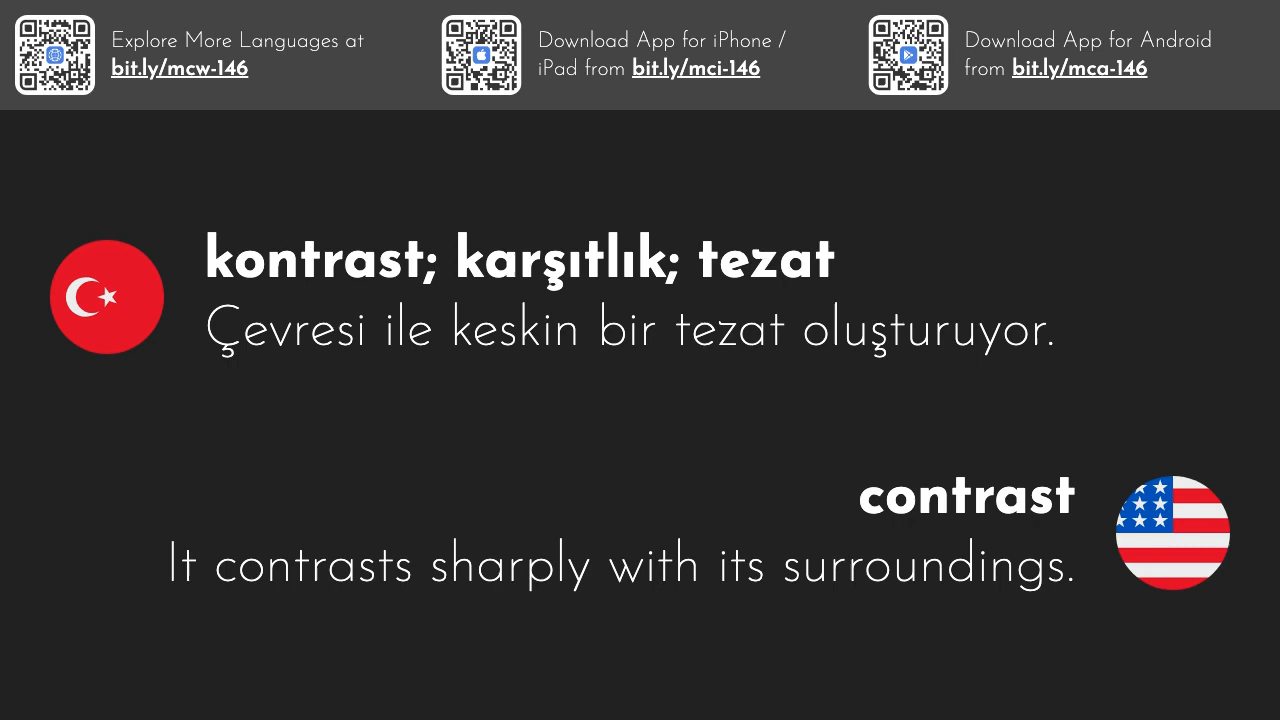 Explore More Languages at
bit.ly/mcw-146
Download App for iPhone /
iPad from bit.ly/mci-146
Download App for Android
from bit.ly/mca-146
kontrast; karşıtlık; tezat
Çevresi ile keskin bir tezat oluşturuyor.
contrast
It contrasts sharply with its surroundings.